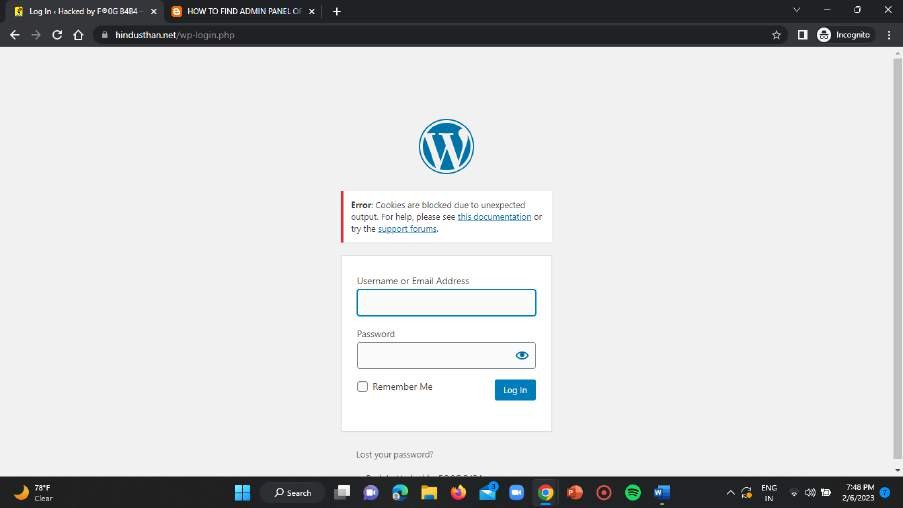 Log In ‹ Hacked by F®0G B4B4 –
HOW TO FIND ADMIN PANEL OF
hindusthan.net/wp-login.php
Incognito
Error: Cookies are blocked due to unexpected
output. For help, please see this documentation or
try the support forums.
Username or Email Address
Password
Remember Me
Log In
Lost your password?
78°F
Clear
Search
3
ENG
IN
7:48 PM
2/6/2023
7